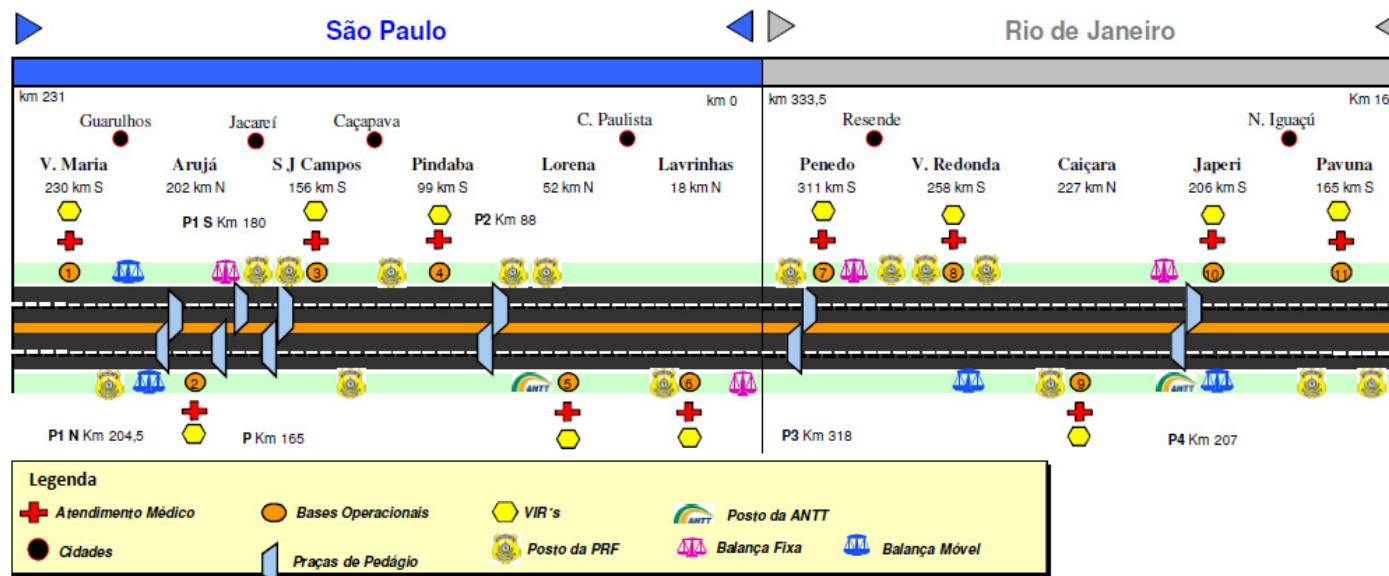 São Paulo
Rio de Janeiro
km 231
km 0
km 333,5
Km 16
Guarulhos
Jacareí
Caçapava
C. Paulista
Resende
N. Iguaçú
V. Maria
Arujá
S J Campos
Pindaba
Lorena
Lavrinhas
Penedo
V. Redonda
Caiçara
Japeri
Pavuna
230 km S
202 km N
156 km S
99 km S
52 km N
18 km N
311 km S
258 km S
227 km N
206 km S
165 km S
P1 S Km 180
P2 Km 88
1
3
4
7
8
10
11
2
ANTT
5
6
9
ANTT
P1 N Km 204,5
P Km 165
P3 Km 318
P4 Km 207
Legenda
Atendimento Médico
Bases Operacionais
VIR's
ANTT
Posto da ANTT
Cidades
Praças de Pedágio
Posto da PRF
Balança Fixa
Balança Móvel